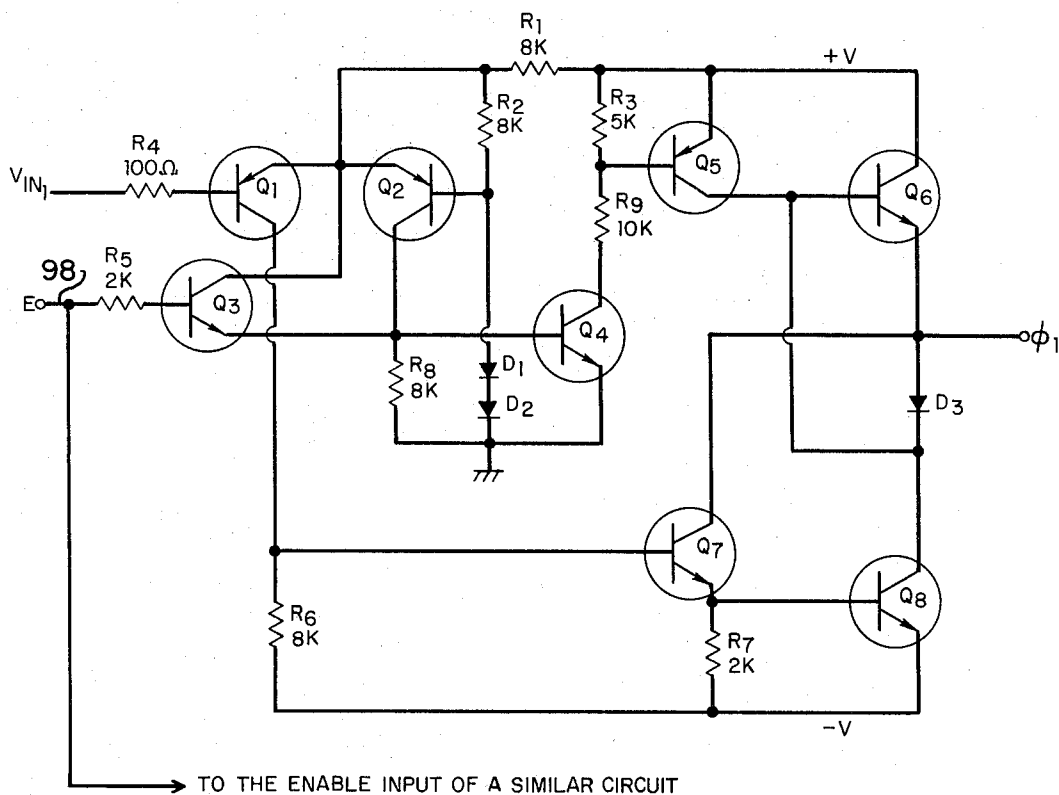 R1
8K
+V
R2
8K
R3
5K
R4
100Ω
VIN1
Q1
Q2
Q5
Q6
R9
10K
98
R5
2K
E
Q3
Q4
ϕ1
R8
8K
D1
D2
D3
Q7
Q8
R6
8K
R7
2K
-V
TO THE ENABLE INPUT OF A SIMILAR CIRCUIT